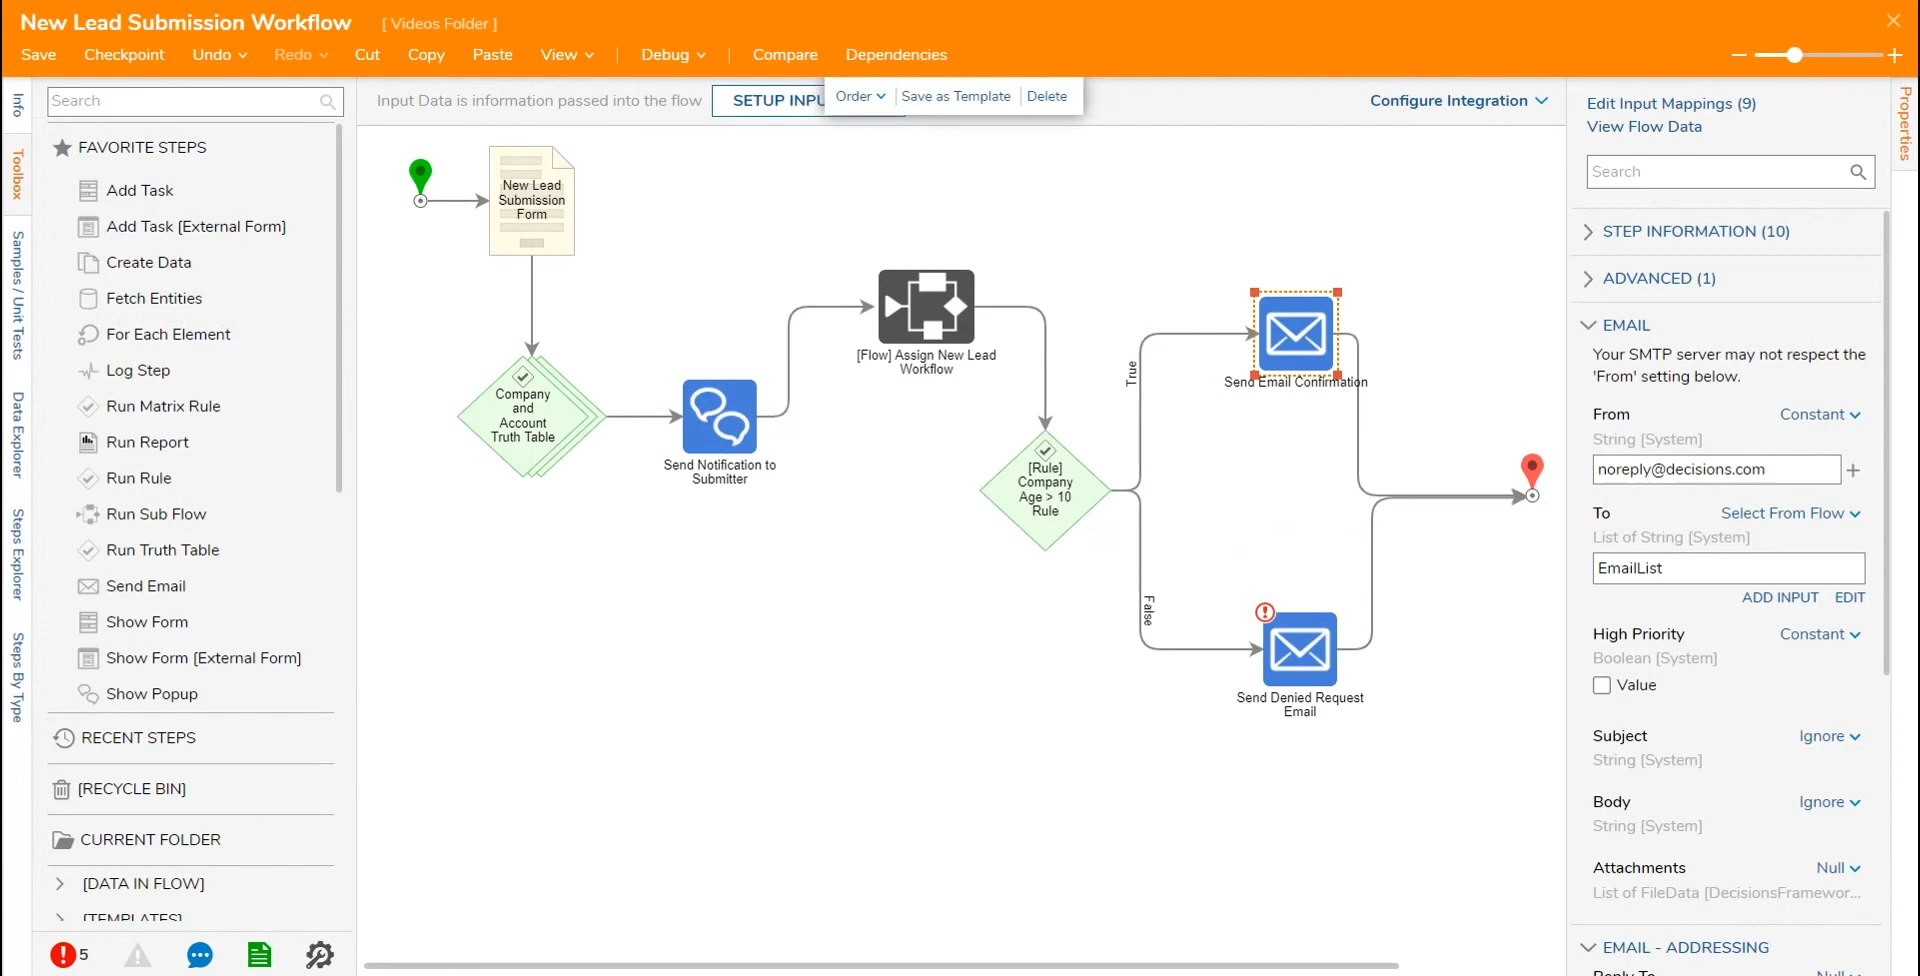 New Lead Submission Workflow [ Videos Folder ]
Save Checkpoint Undo Redo Cut Copy Paste View Debug Compare Dependencies
Info
Toolbox
Samples / Unit Tests
Data Explorer
Steps Explorer
Steps By Type
Search
FAVORITE STEPS
Add Task
Add Task [External Form]
Create Data
Fetch Entities
For Each Element
Log Step
Run Matrix Rule
Run Report
Run Rule
Run Sub Flow
Run Truth Table
Send Email
Show Form
Show Form [External Form]
Show Popup
RECENT STEPS
[RECYCLE BIN]
CURRENT FOLDER
[DATA IN FLOW]
[TEMPLATES]
5
Input Data is information passed into the flow
SETUP INPU
Order Save as Template Delete
Configure Integration
New Lead
Submission
Form
Company
and
Account
Truth Table
Send Notification to
Submitter
[Flow] Assign New Lead
Workflow
[Rule]
Company
Age > 10
Rule
True
False
Send Email Confirmation
Send Denied Request
Email
Properties
Edit Input Mappings (9)
View Flow Data
Search
STEP INFORMATION (10)
ADVANCED (1)
EMAIL
Your SMTP server may not respect the
'From' setting below.
From Constant
String [System]
noreply@decisions.com
To Select From Flow
List of String [System]
EmailList
ADD INPUT EDIT
High Priority Constant
Boolean [System]
Value
Subject Ignore
String [System]
Body Ignore
String [System]
Attachments Null
List of FileData [DecisionsFramewor...
EMAIL - ADDRESSING
Reply To Null